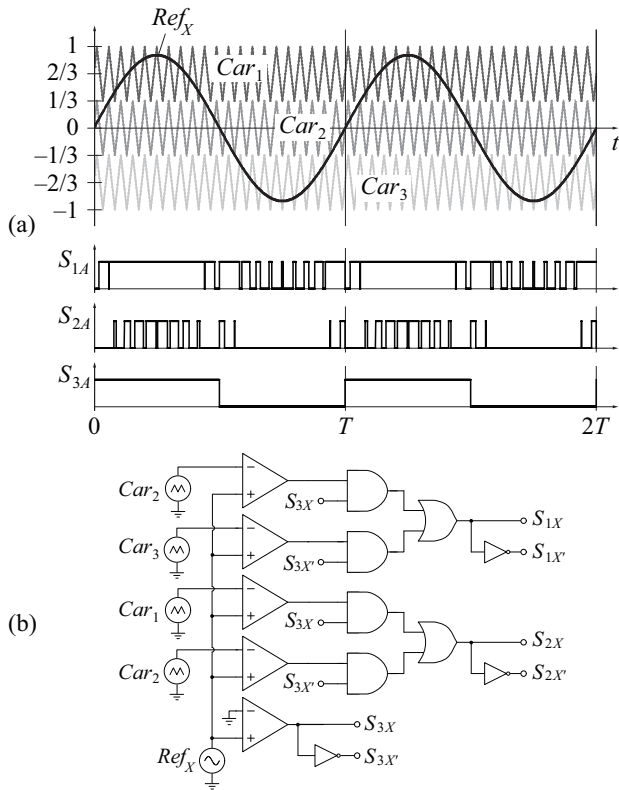 (a)
Ref_X
1
2/3
1/3
0
–1/3
–2/3
–1
Car_1
Car_2
Car_3
t
S_1A
S_2A
S_3A
0
T
2T
(b)
Car_2
–
+
S_3X
S_1X
Car_3
–
+
S_3X'
S_1X'
Car_1
–
+
S_3X
S_2X
Car_2
–
+
S_3X'
S_2X'
–
+
S_3X
Ref_X
S_3X'